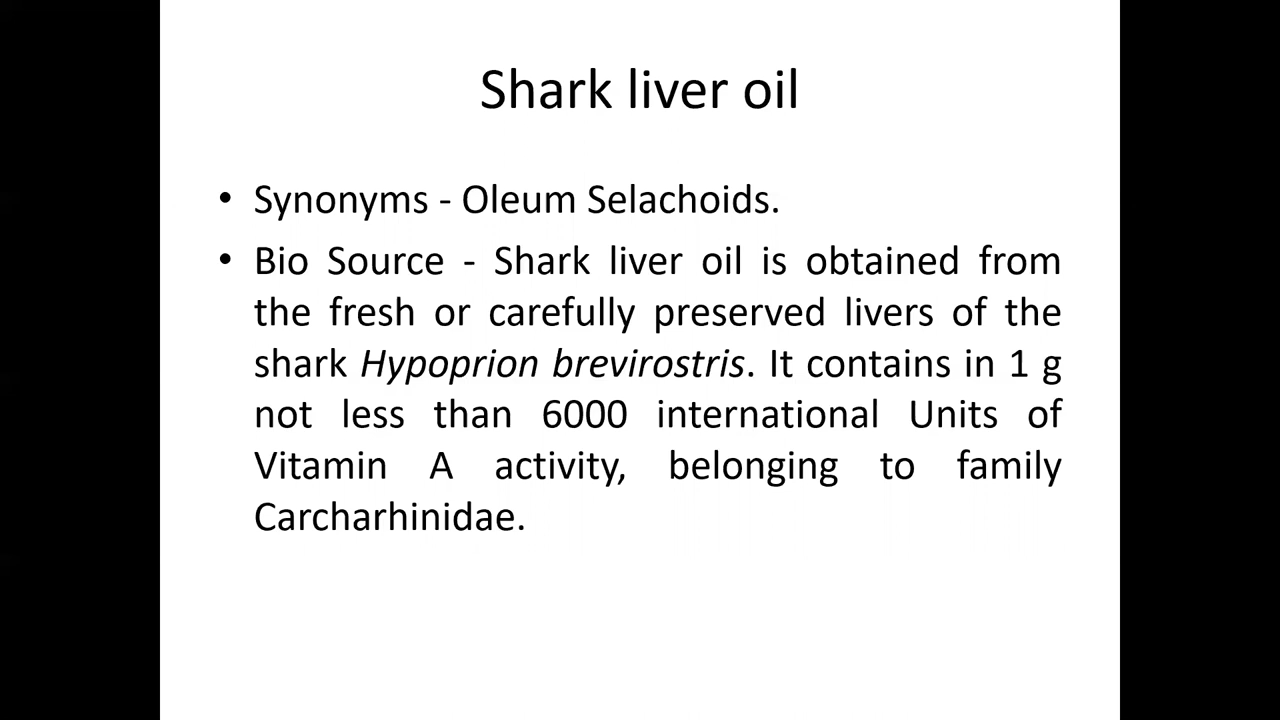 Shark liver oil
• Synonyms - Oleum Selachoids.
• Bio Source - Shark liver oil is obtained from
the fresh or carefully preserved livers of the
shark Hypoprion brevirostris. It contains in 1 g
not less than 6000 international Units of
Vitamin A activity, belonging to family
Carcharhinidae.